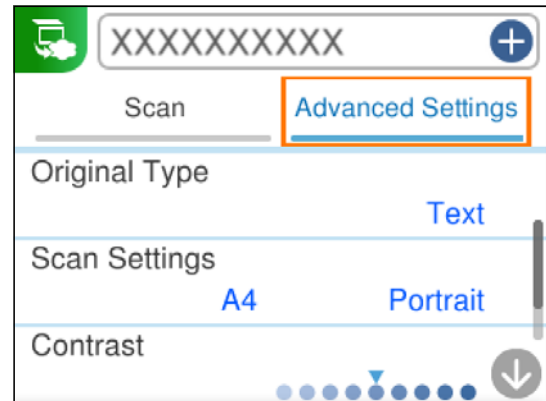 XXXXXXXXXX
Scan
Advanced Settings
Original Type
Text
Scan Settings
A4 Portrait
Contrast